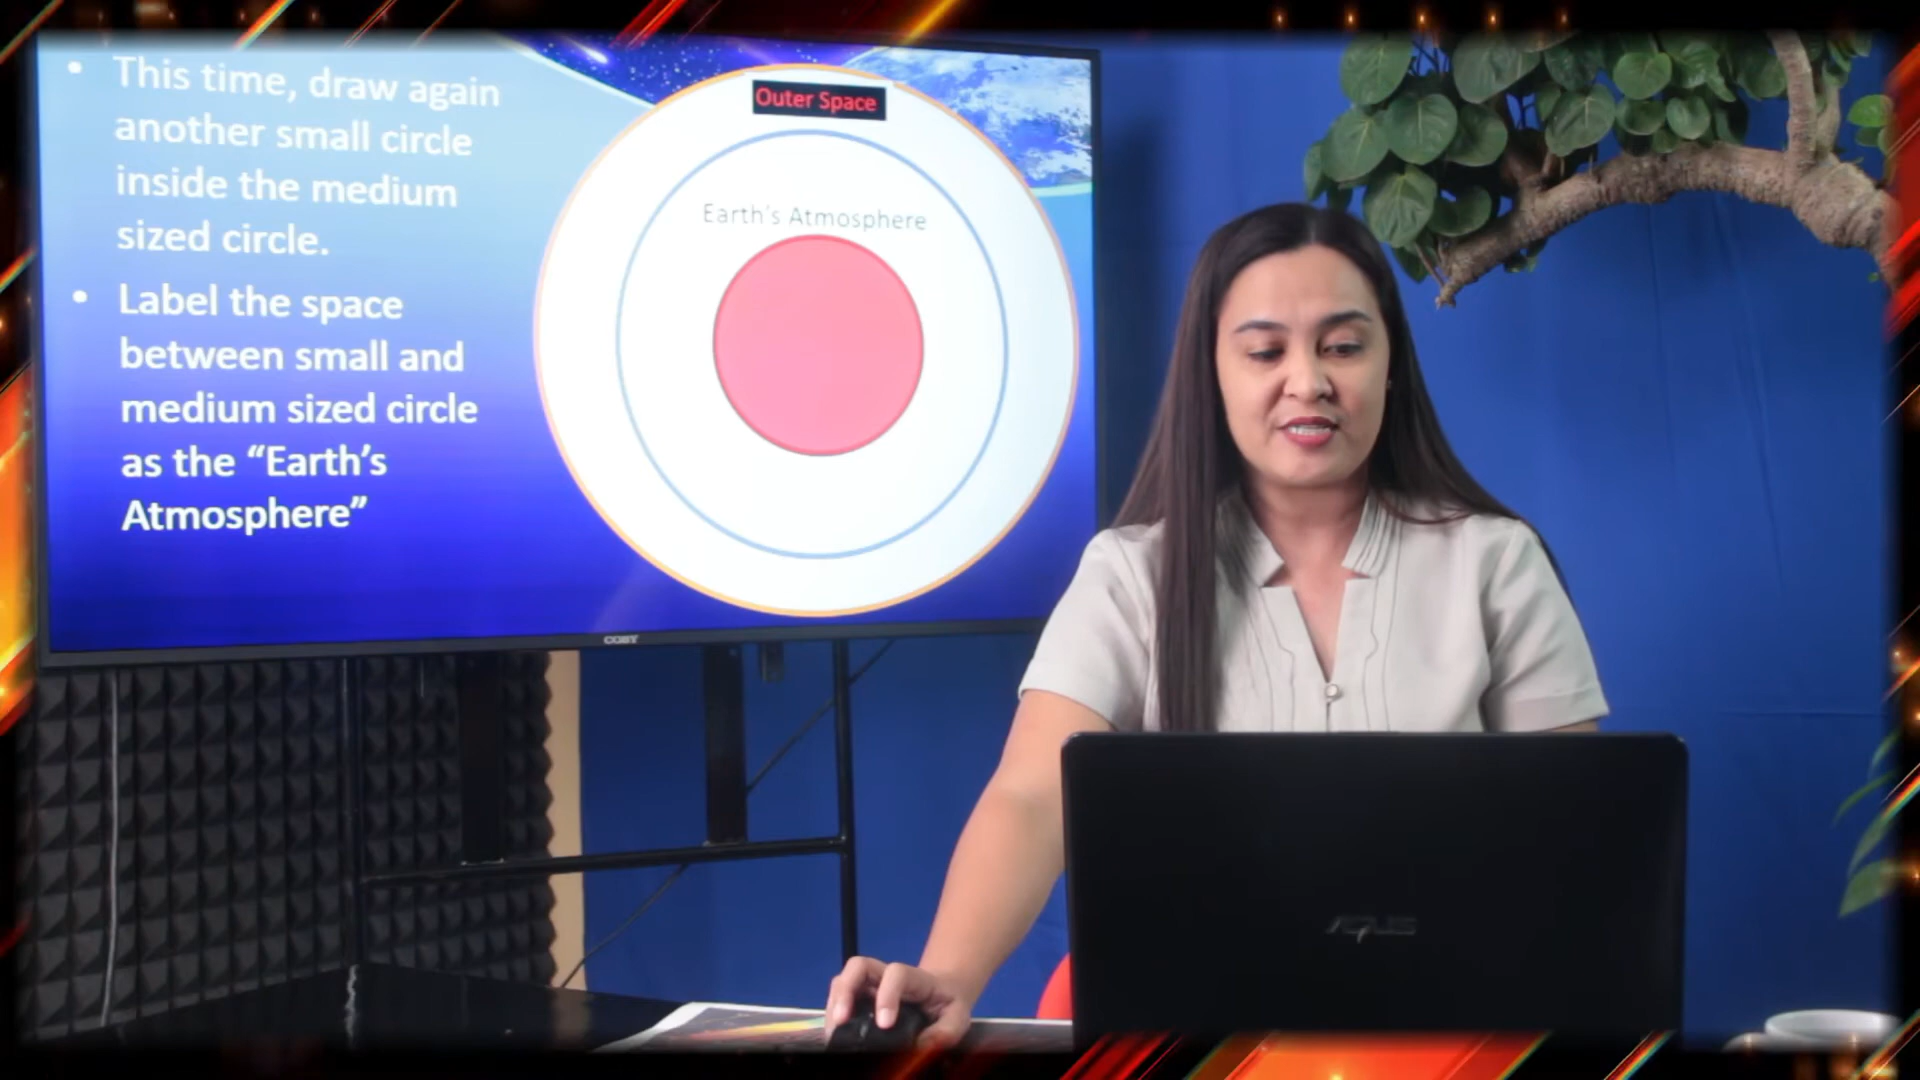 • This time, draw again
another small circle
inside the medium
sized circle.
• Label the space
between small and
medium sized circle
as the “Earth’s
Atmosphere”
Outer Space
Earth's Atmosphere
COBY
ASUS